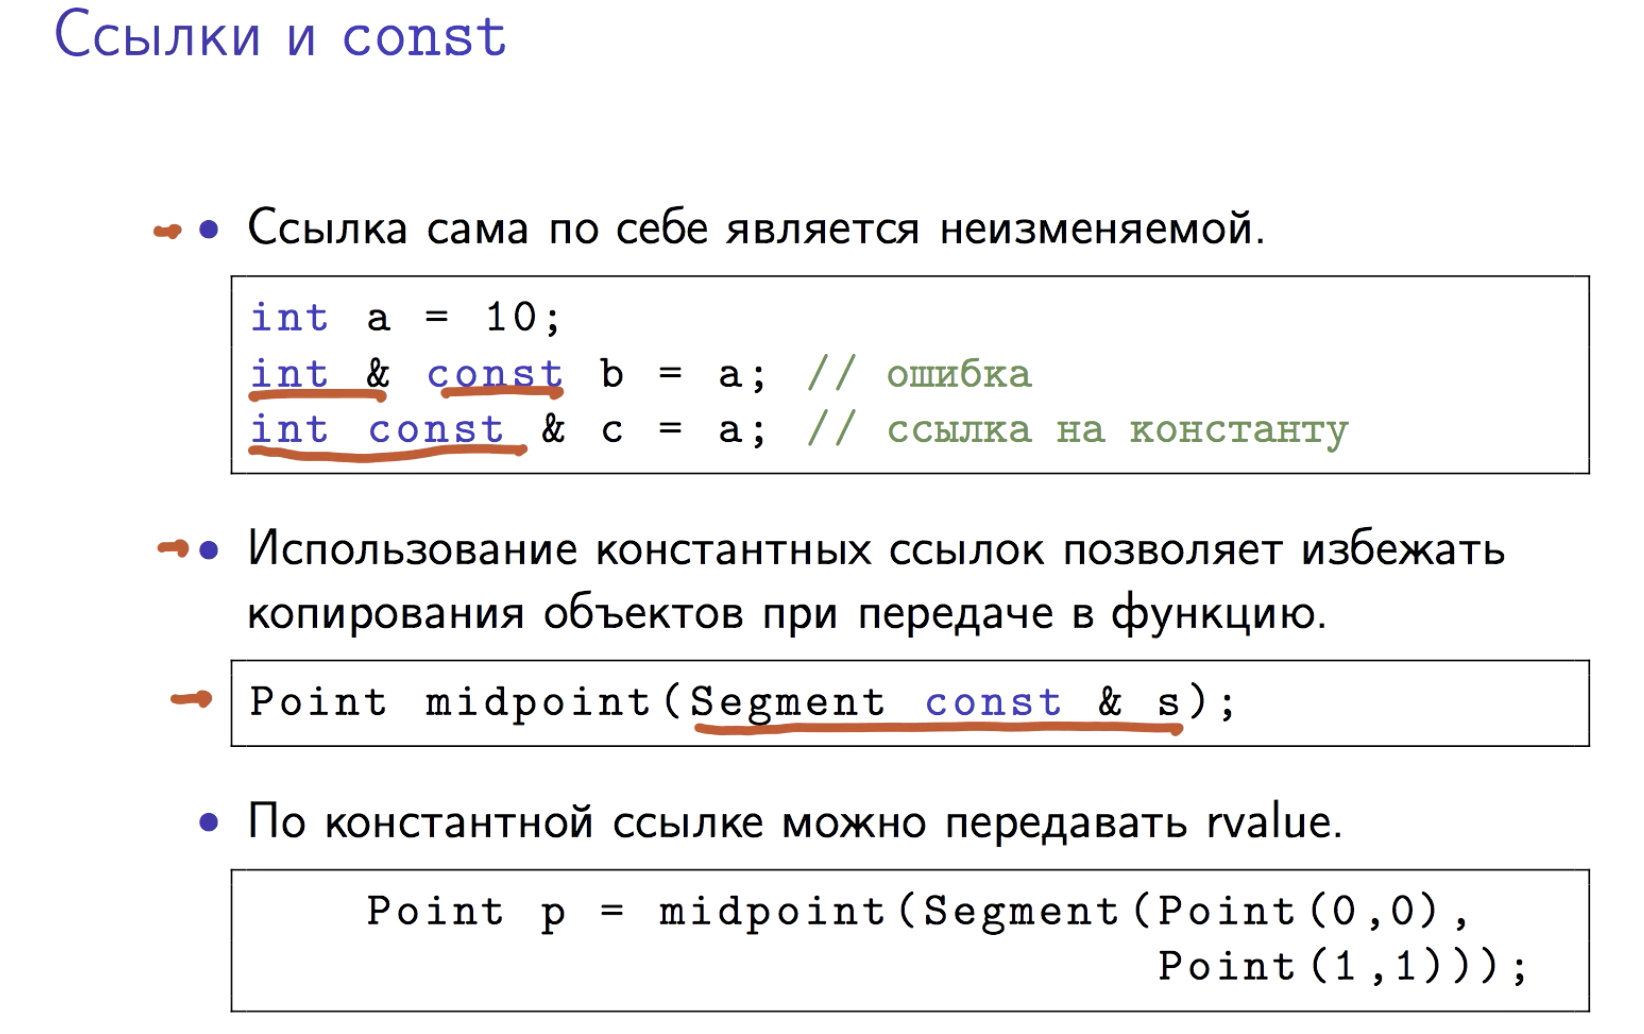 Ссылки и const
• Ссылка сама по себе является неизменяемой.
int a = 10;
int & const b = a; // ошибка
int const & c = a; // ссылка на константу
• Использование константных ссылок позволяет избежать
копирования объектов при передаче в функцию.
Point midpoint(Segment const & s);
• По константной ссылке можно передавать rvalue.
Point p = midpoint(Segment(Point(0,0),
Point(1,1)));